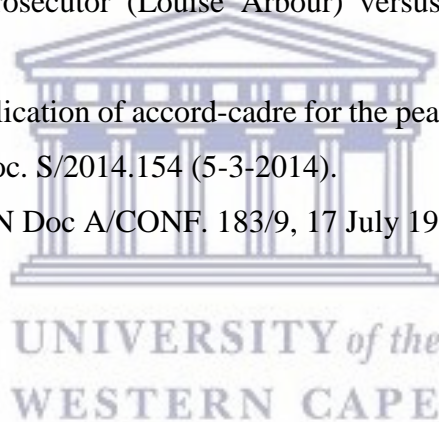 rosecutor (Louise Arbour) versus
lication of accord-cadre for the pea
oc. S/2014.154 (5-3-2014).
N Doc A/CONF. 183/9, 17 July 19
UNIVERSITY of the
WESTERN CAPE